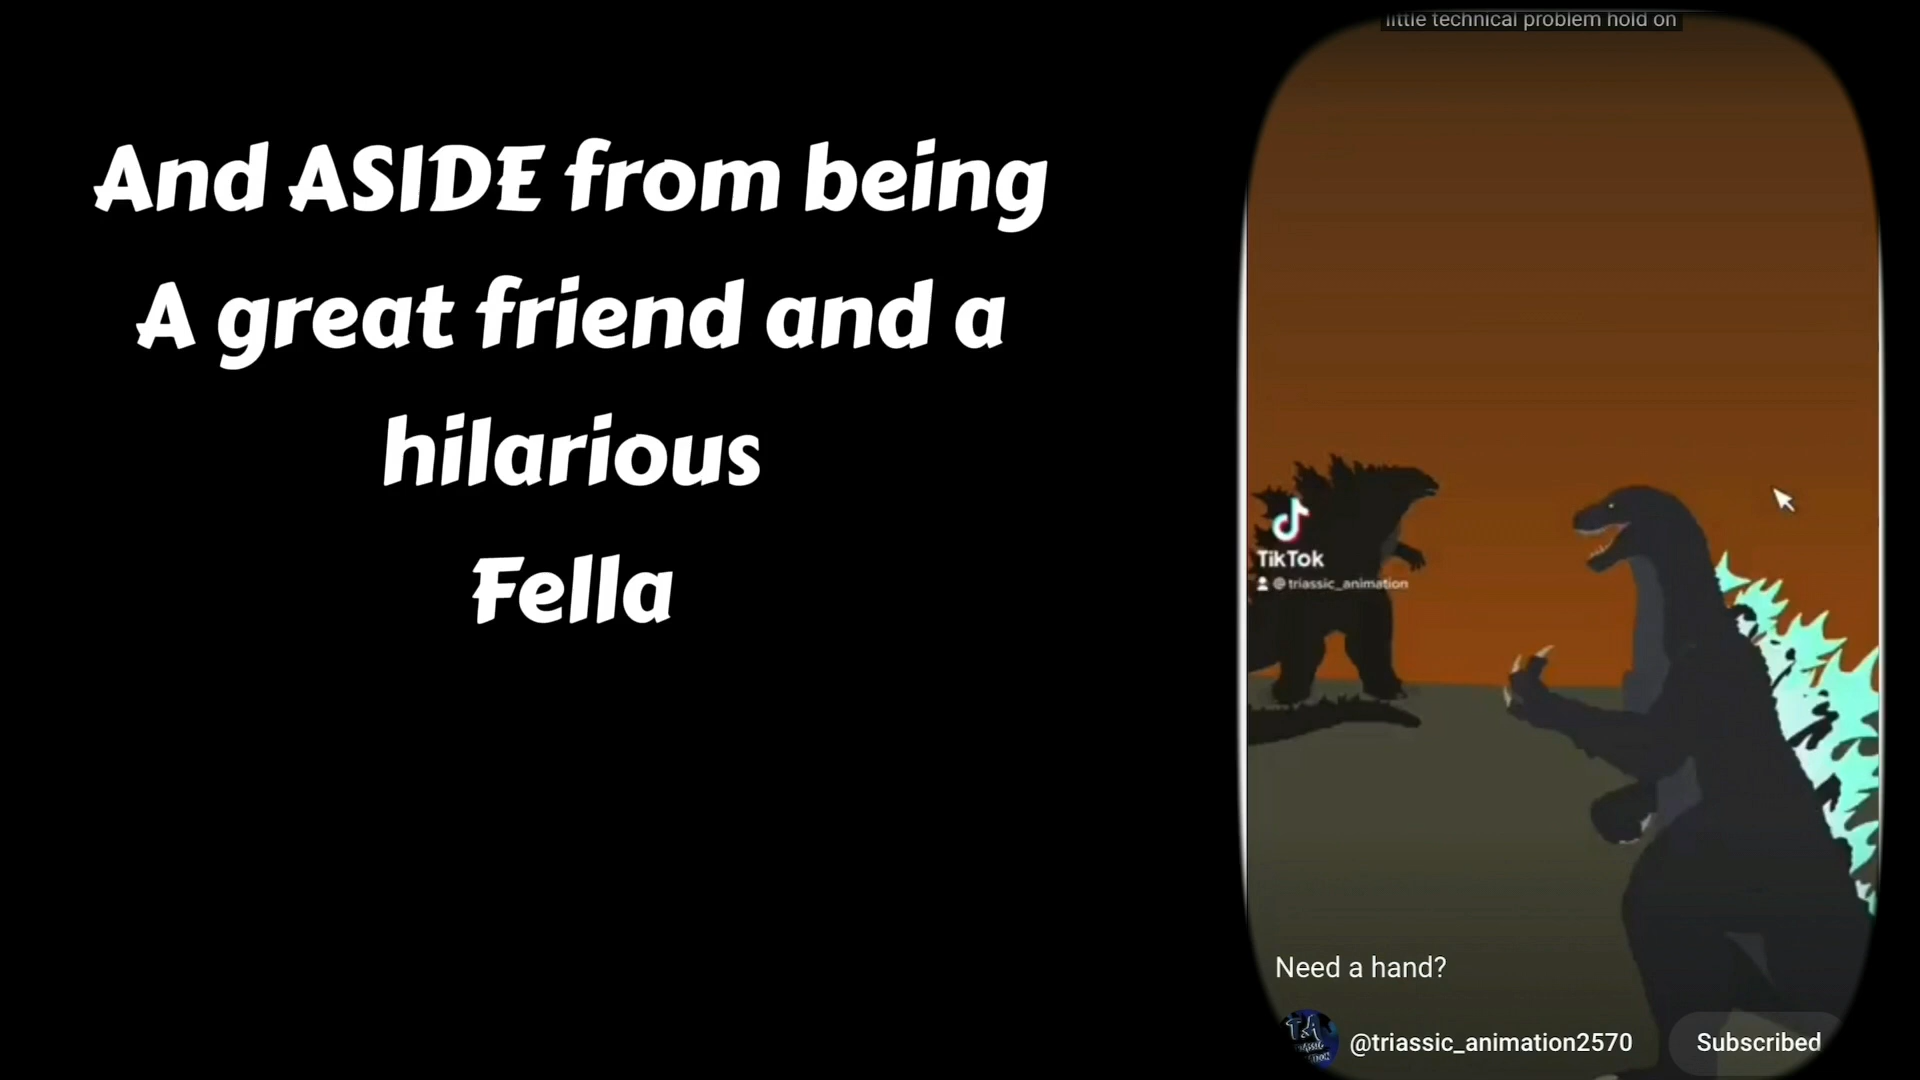 And ASIDE from being
A great friend and a
hilarious
Fella
little technical problem hold on
TikTok
@triassic_animation
Need a hand?
@triassic_animation2570
Subscribed